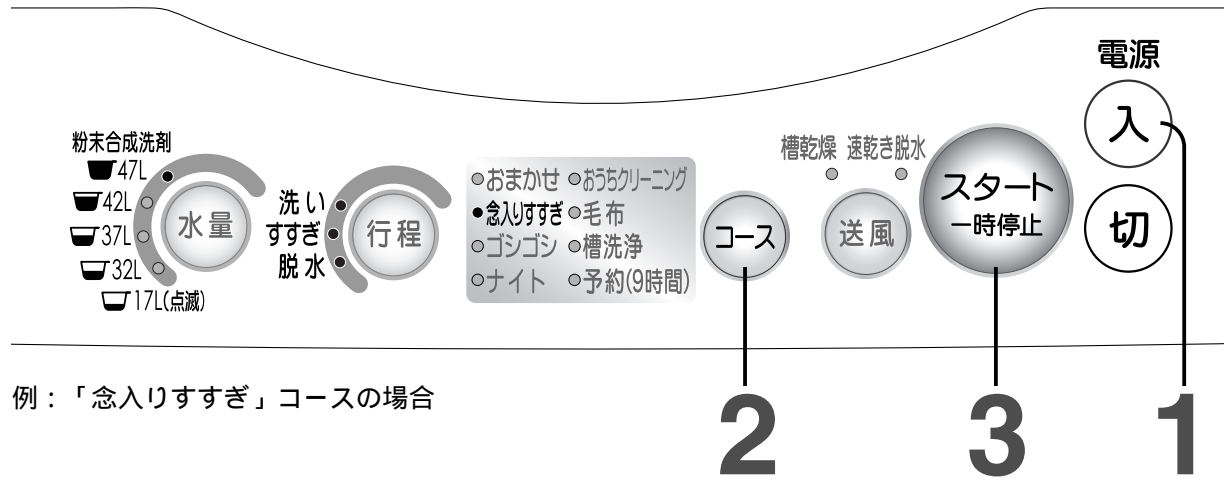 電源
入
切
粉末合成洗剤
47L
42L
37L
32L
17L(点滅)
水量
洗い
すすぎ
脱水
行程
おまかせ おうちクリーニング
念入りすすぎ 毛布
ゴシゴシ 槽洗浄
ナイト 予約(9時間)
コース
槽乾燥 速乾き脱水
送風
スタート
一時停止
例：「念入りすすぎ」コースの場合
2
3
1